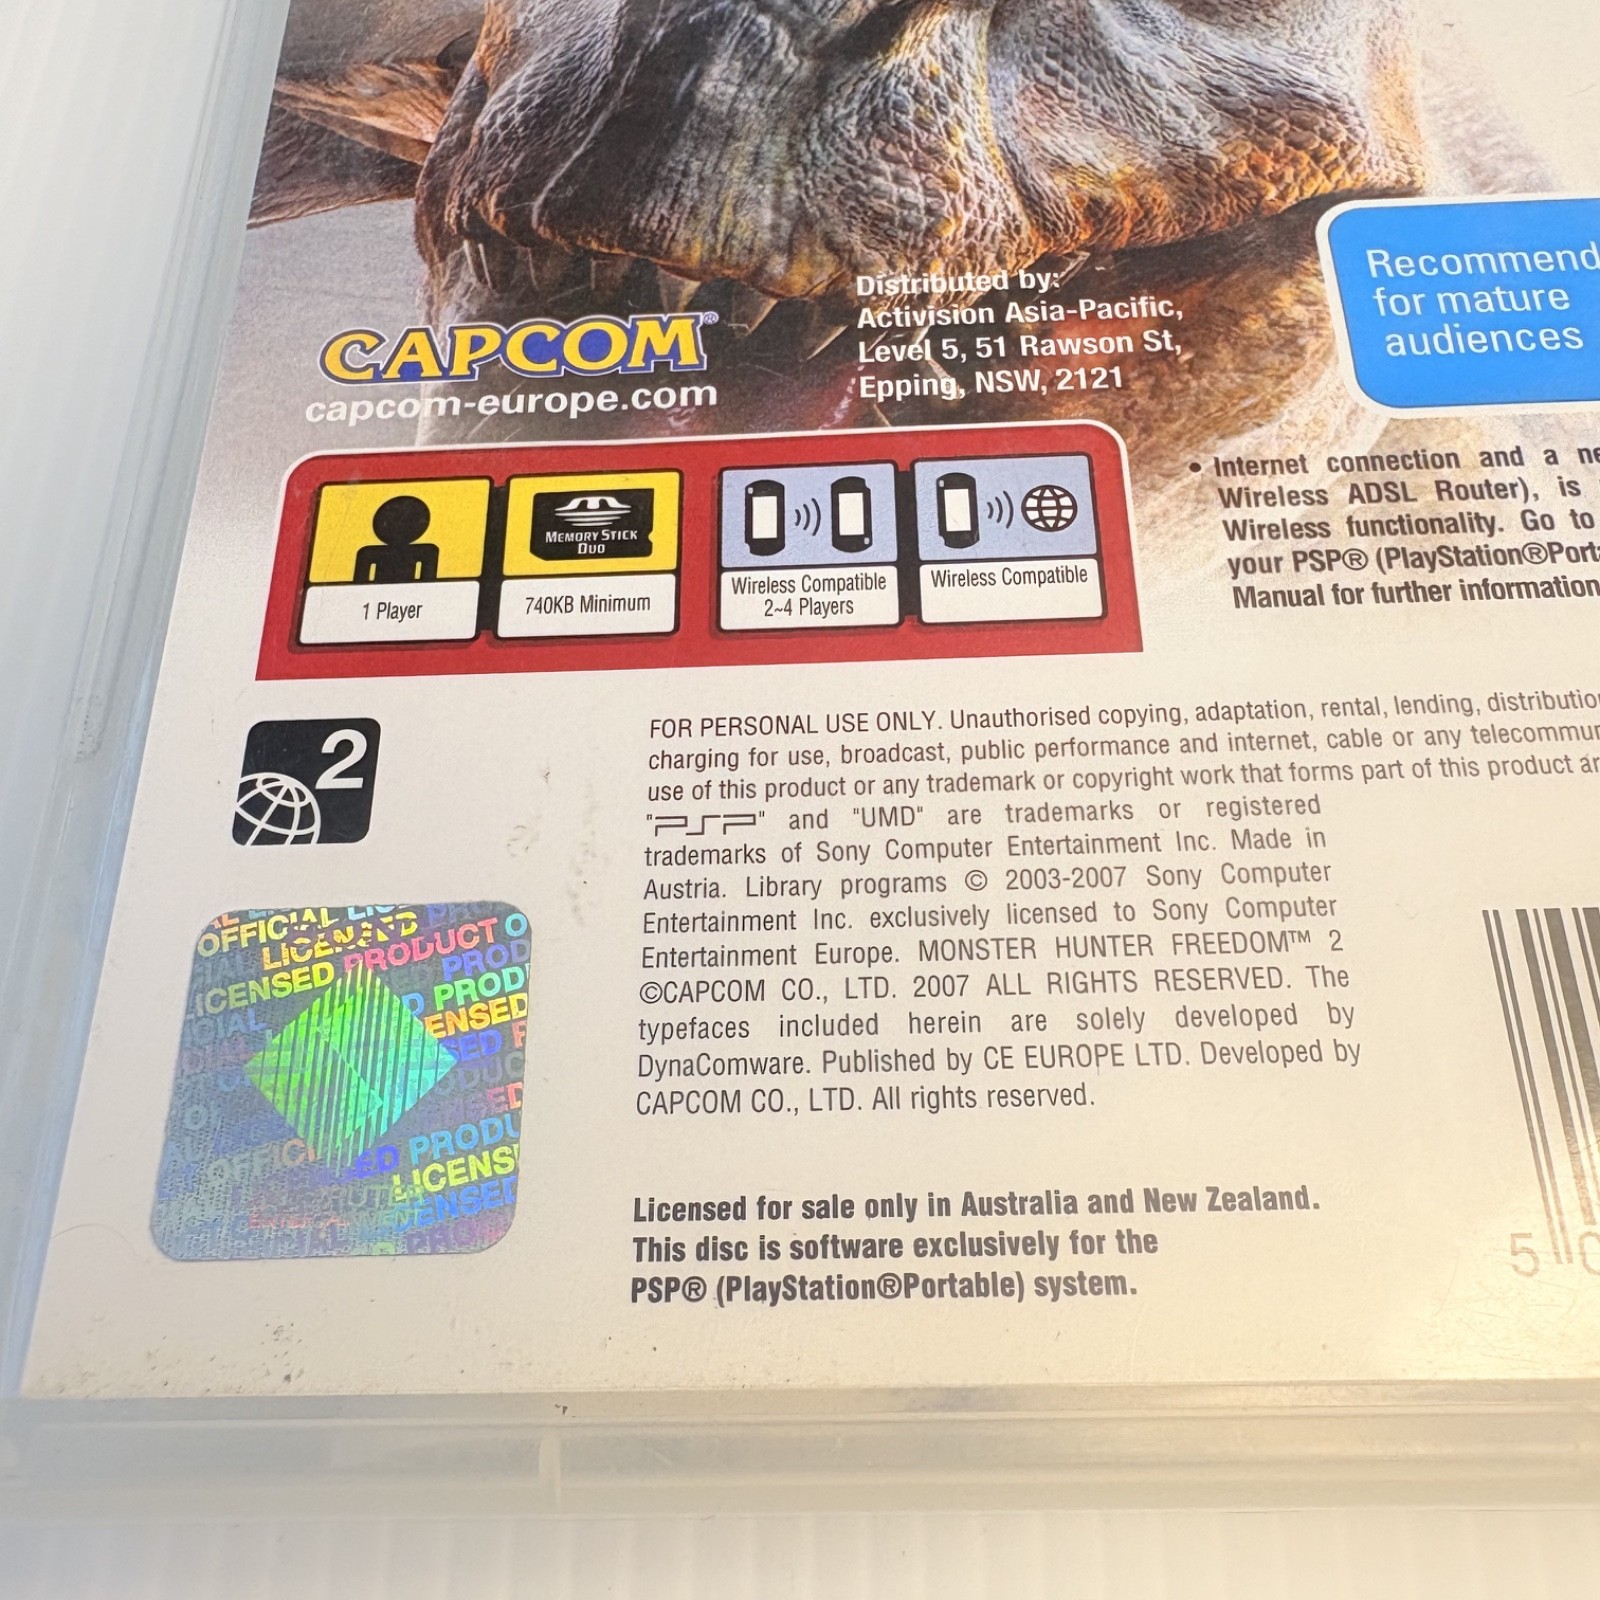 Distributed by:
Activision Asia-Pacific,
Level 5, 51 Rawson St,
Epping, NSW, 2121
CAPCOM®
capcom-europe.com
Recommend
for mature
audiences
1 Player
MEMORY STICK
DUO
740KB Minimum
Wireless Compatible
2~4 Players
Wireless Compatible
• Internet connection and a ne
Wireless ADSL Router), is
Wireless functionality. Go to
your PSP® (PlayStation®Porta
Manual for further information
2
FOR PERSONAL USE ONLY. Unauthorised copying, adaptation, rental, lending, distributio
charging for use, broadcast, public performance and internet, cable or any telecommun
use of this product or any trademark or copyright work that forms part of this product ar
"PSP" and "UMD" are trademarks or registered
trademarks of Sony Computer Entertainment Inc. Made in
Austria. Library programs © 2003-2007 Sony Computer
Entertainment Inc. exclusively licensed to Sony Computer
Entertainment Europe. MONSTER HUNTER FREEDOM™ 2
©CAPCOM CO., LTD. 2007 ALL RIGHTS RESERVED. The
typefaces included herein are solely developed by
DynaComware. Published by CE EUROPE LTD. Developed by
CAPCOM CO., LTD. All rights reserved.
OFFICIAL
LICENSED PRODUCT O
Licensed for sale only in Australia and New Zealand.
This disc is software exclusively for the
PSP® (PlayStation®Portable) system.
5